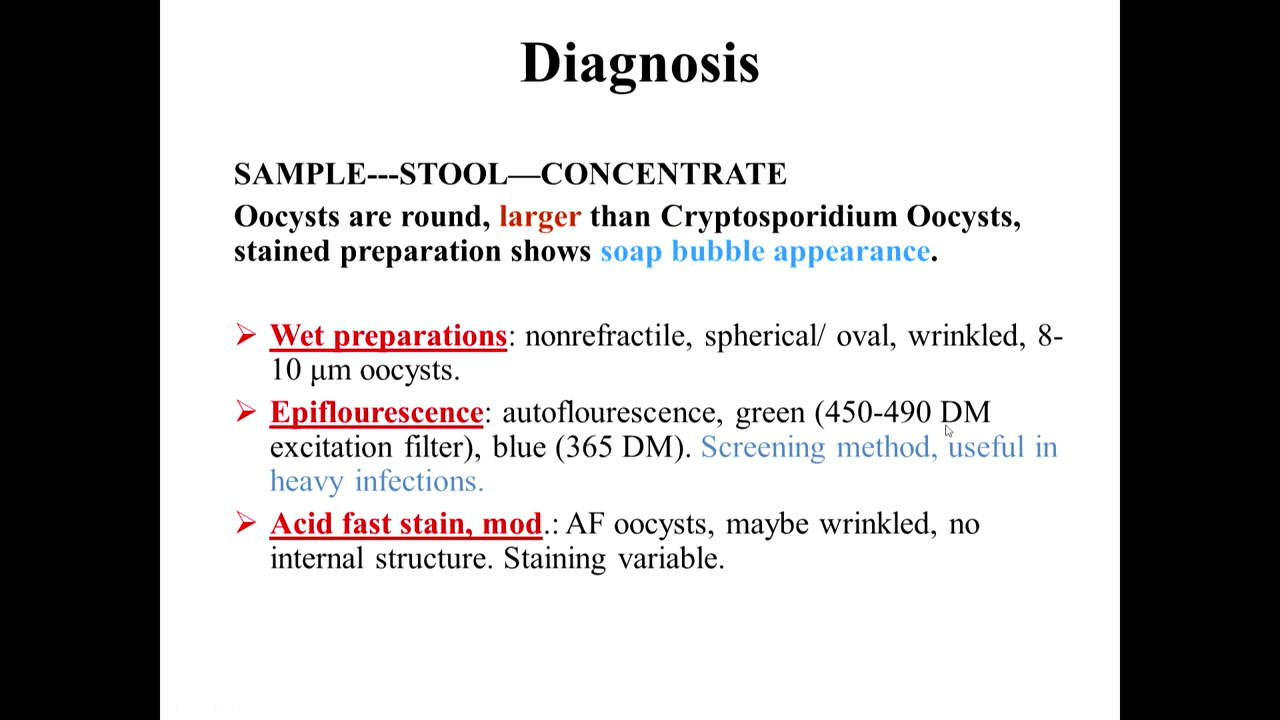 Diagnosis
SAMPLE---STOOL—CONCENTRATE
Oocysts are round, larger than Cryptosporidium Oocysts,
stained preparation shows soap bubble appearance.
Wet preparations: nonrefractile, spherical/ oval, wrinkled, 8-
10 µm oocysts.
Epiflourescence: autoflourescence, green (450-490 DM
excitation filter), blue (365 DM). Screening method, useful in
heavy infections.
Acid fast stain, mod.: AF oocysts, maybe wrinkled, no
internal structure. Staining variable.